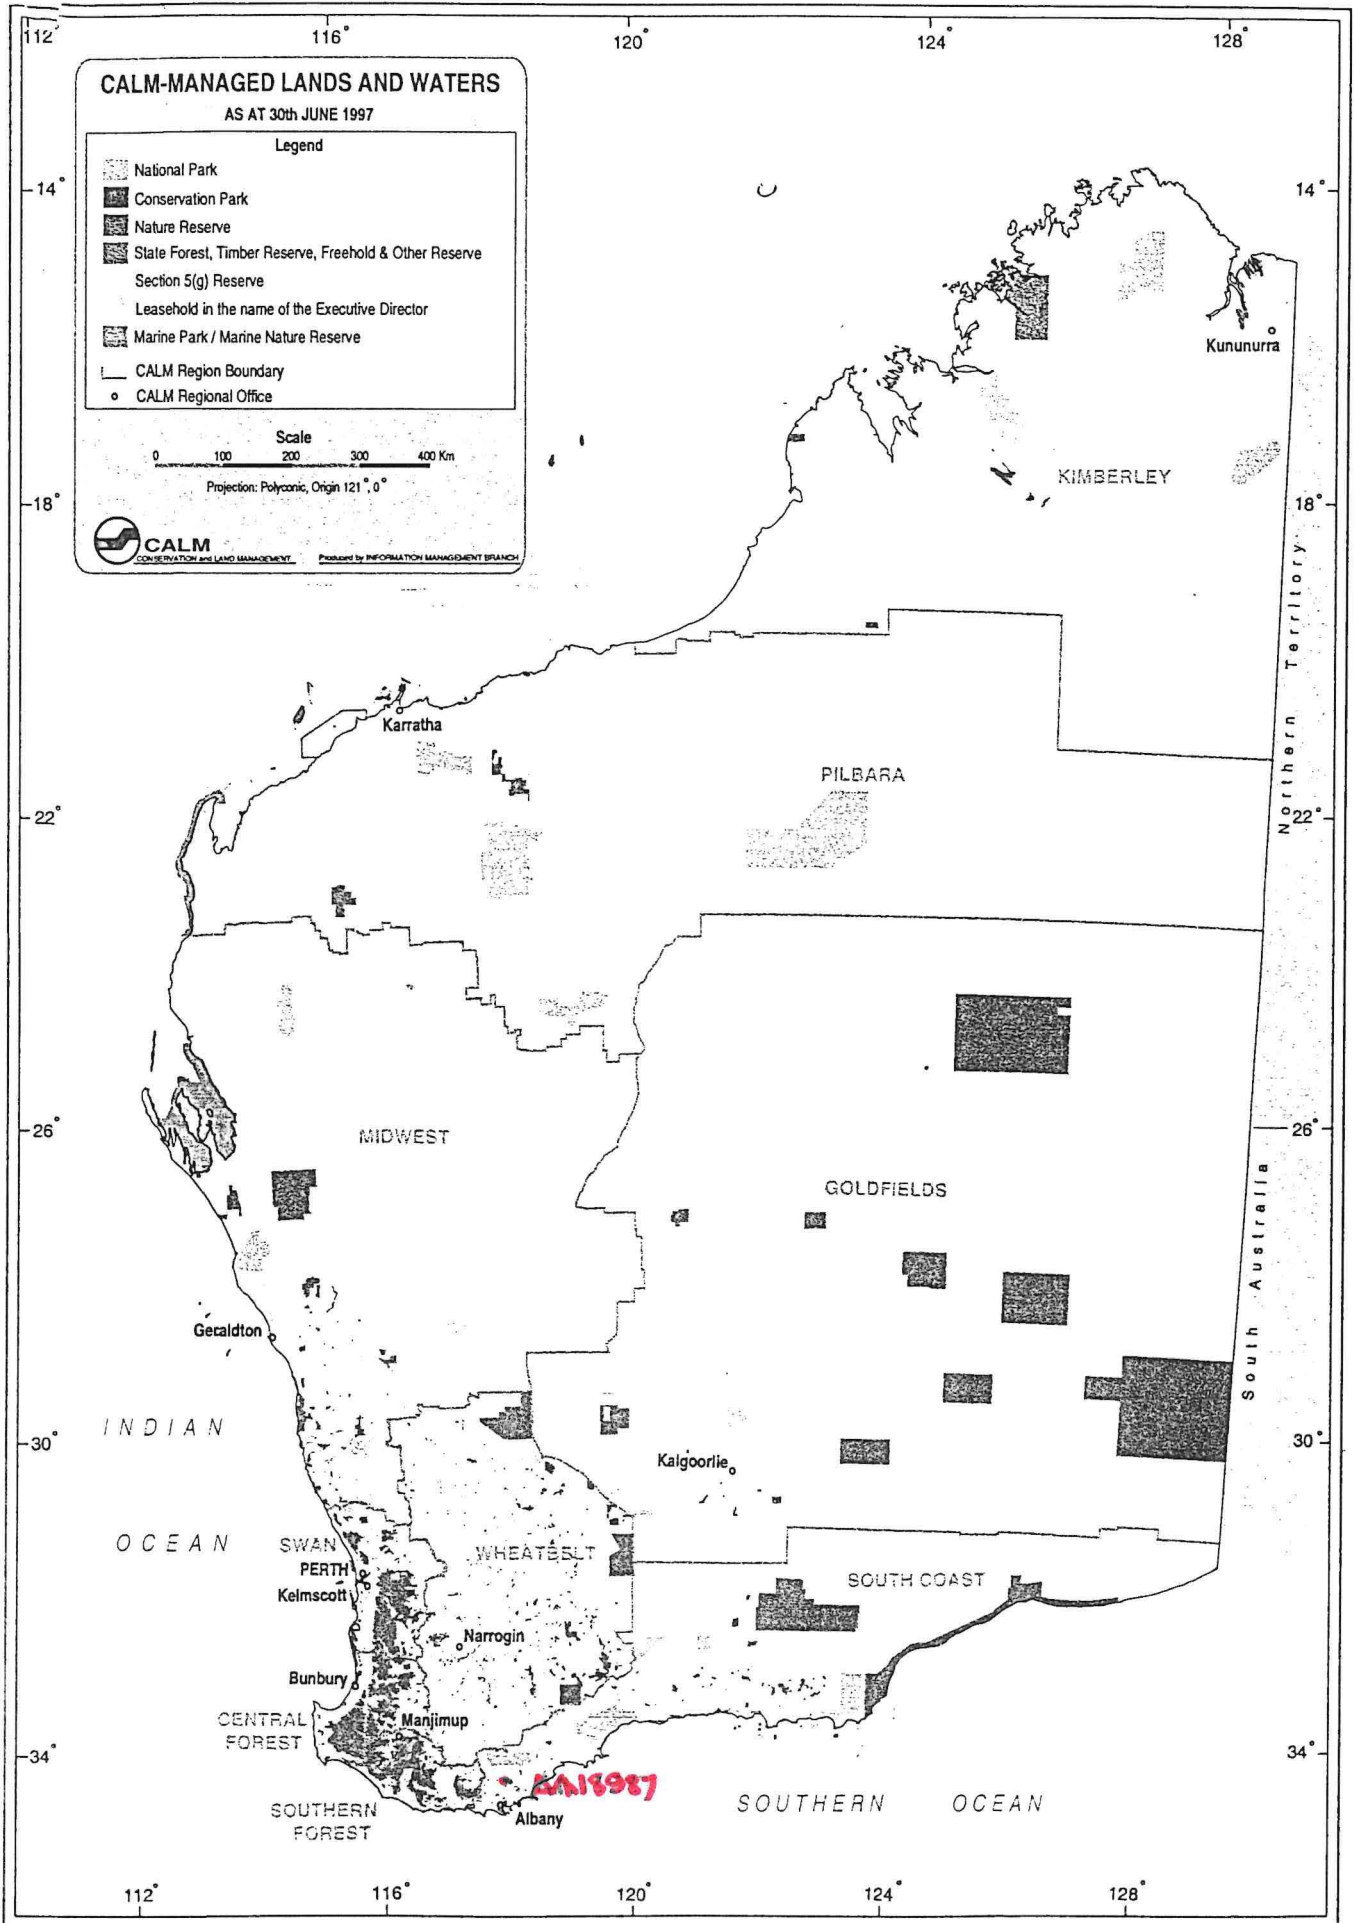 112°
116°
120°
124°
128°
CALM-MANAGED LANDS AND WATERS
AS AT 30th JUNE 1997
Legend
National Park
Conservation Park
Nature Reserve
State Forest, Timber Reserve, Freehold & Other Reserve
Section 5(g) Reserve
Leasehold in the name of the Executive Director
Marine Park / Marine Nature Reserve
CALM Region Boundary
CALM Regional Office
Scale
0 100 200 300 400 Km
Projection: Polyconic, Origin 121°, 0°
CALM
CONSERVATION and LAND MANAGEMENT
Produced by INFORMATION MANAGEMENT BRANCH
14°
14°
Kununurra
KIMBERLEY
18°
18°
Northern Territory
Karratha
PILBARA
22°
22°
26°
26°
MIDWEST
GOLDFIELDS
South Australia
Geraldton
INDIAN
30°
30°
Kalgoorlie
OCEAN
SWAN
WHEATBELT
PERTH
SOUTH COAST
Kelmscott
Narrogin
Bunbury
CENTRAL
FOREST
Manjimup
34°
34°
SOUTHERN
FOREST
Albany
SOUTHERN OCEAN
112°
116°
120°
124°
128°